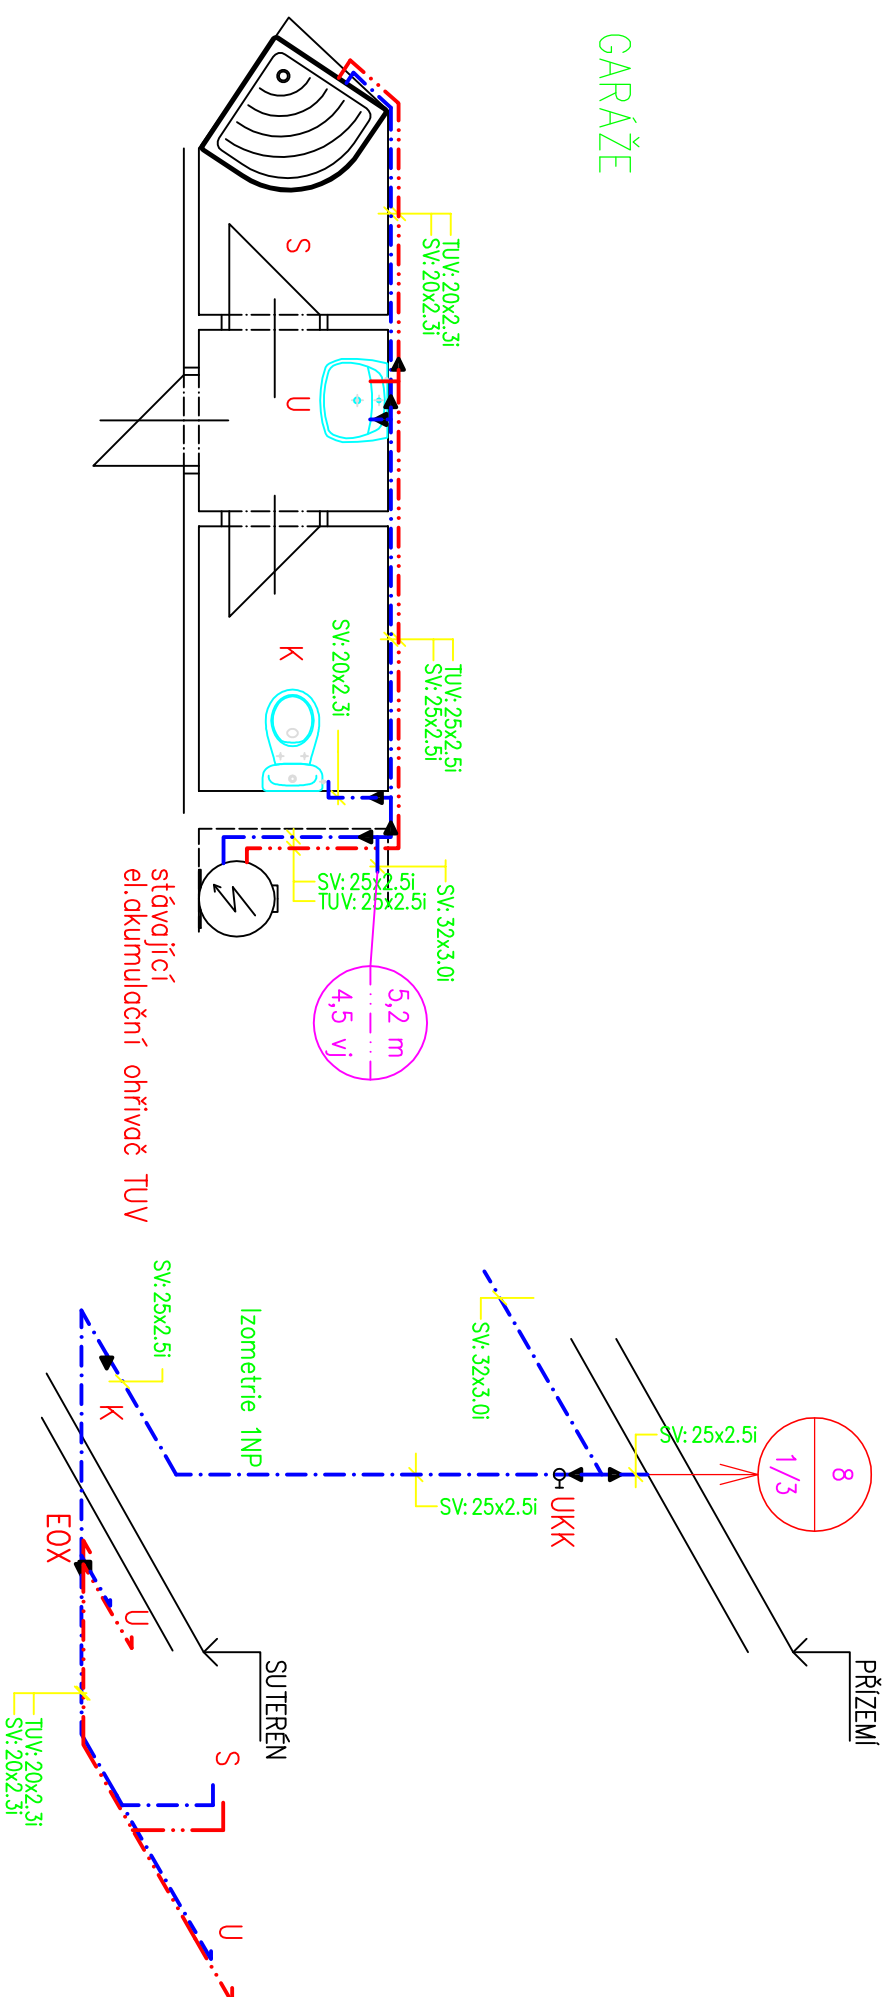 GARÁŽE
TUV: 20x2.3i
SV: 20x2.3i
S
U
K
SV: 20x2.3i
TUV: 25x2.5i
SV: 25x2.5i
SV: 25x2.5i
TUV: 25x2.5i
SV: 32x3.0i
5,2 m
4,5 vj
stávající
el.akumulační ohřivač TUV
Izometrie 1NP
SV: 25x2.5i
K
SV: 32x3.0i
SV: 25x2.5i
SV: 25x2.5i
8
1/3
UKK
EOX
U
PŘÍZEMÍ
SUTERÉN
S
U
TUV: 20x2.3i
SV: 20x2.3i